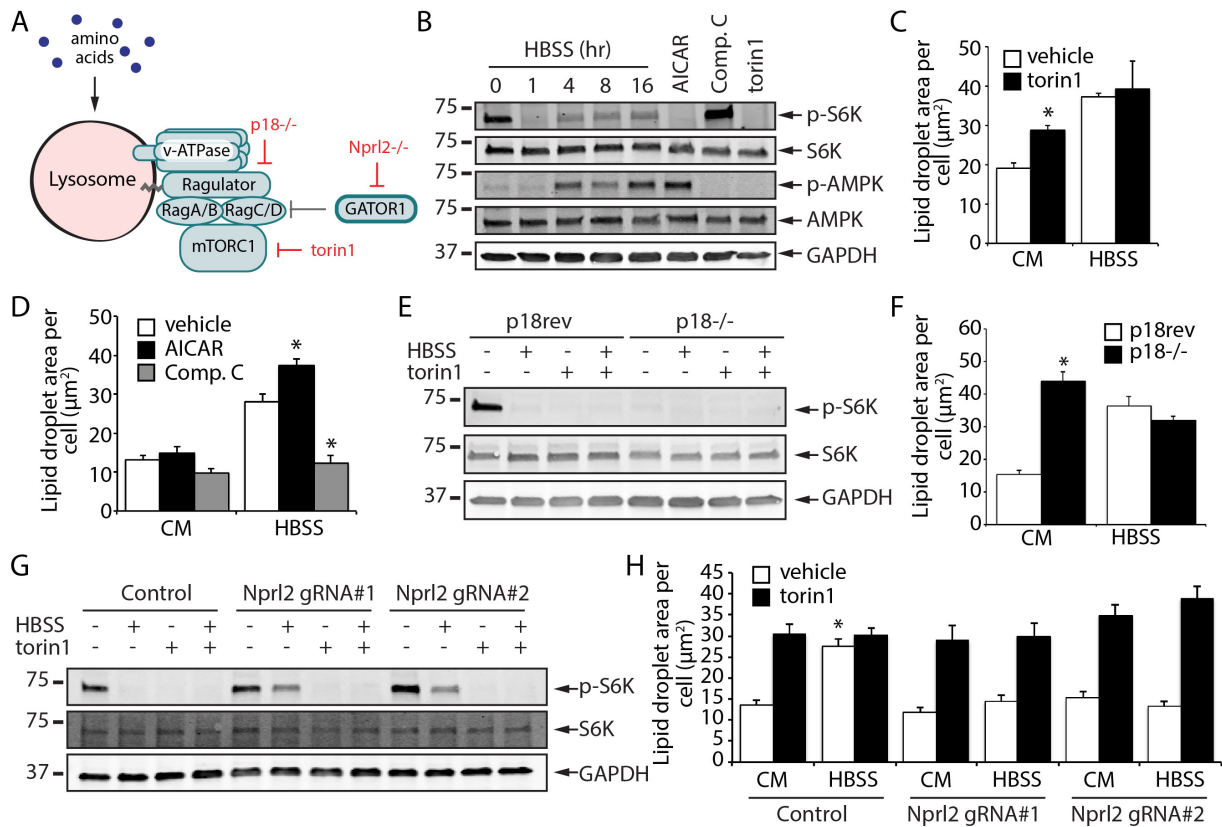 A
amino
acids
p18-/-
v-ATPase
Nprl2-/-
Lysosome
Ragulator
RagA/B
RagC/D
GATOR1
mTORC1
torin1
B
HBSS (hr)
0 1 4 8 16 AICAR Comp. C torin1
75
p-S6K
S6K
75
p-AMPK
75
AMPK
37
GAPDH
C
Lipid droplet area per
cell (µm²)
50
40
30
20
10
0
vehicle
torin1
*
CM HBSS
D
Lipid droplet area per
cell (µm²)
50
40
30
20
10
0
vehicle
AICAR
Comp. C
*
*
CM HBSS
E
p18rev p18-/-
HBSS - + - + - + - +
torin1 - - + + - - + +
75
p-S6K
75
S6K
37
GAPDH
F
Lipid droplet area per
cell (µm²)
60
50
40
30
20
10
0
p18rev
p18-/-
*
CM HBSS
G
Control Nprl2 gRNA#1 Nprl2 gRNA#2
HBSS - + - + - + - + - + - +
torin1 - - + + - - + + - - + +
75
p-S6K
75
S6K
37
GAPDH
H
Lipid droplet area per
cell (µm²)
45
40
35
30
25
20
15
10
5
0
vehicle
torin1
*
CM HBSS CM HBSS CM HBSS
Control Nprl2 gRNA#1 Nprl2 gRNA#2